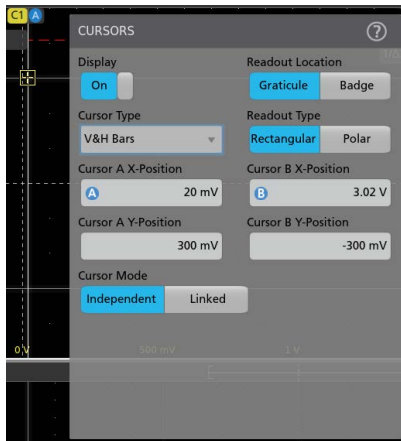 C1 A
CURSORS ?
Display Readout Location
On Graticule Badge
Cursor Type Readout Type
V&H Bars Rectangular Polar
Cursor A X-Position Cursor B X-Position
A 20 mV B 3.02 V
Cursor A Y-Position Cursor B Y-Position
300 mV -300 mV
Cursor Mode
Independent Linked
0 V 500 mV 1 V